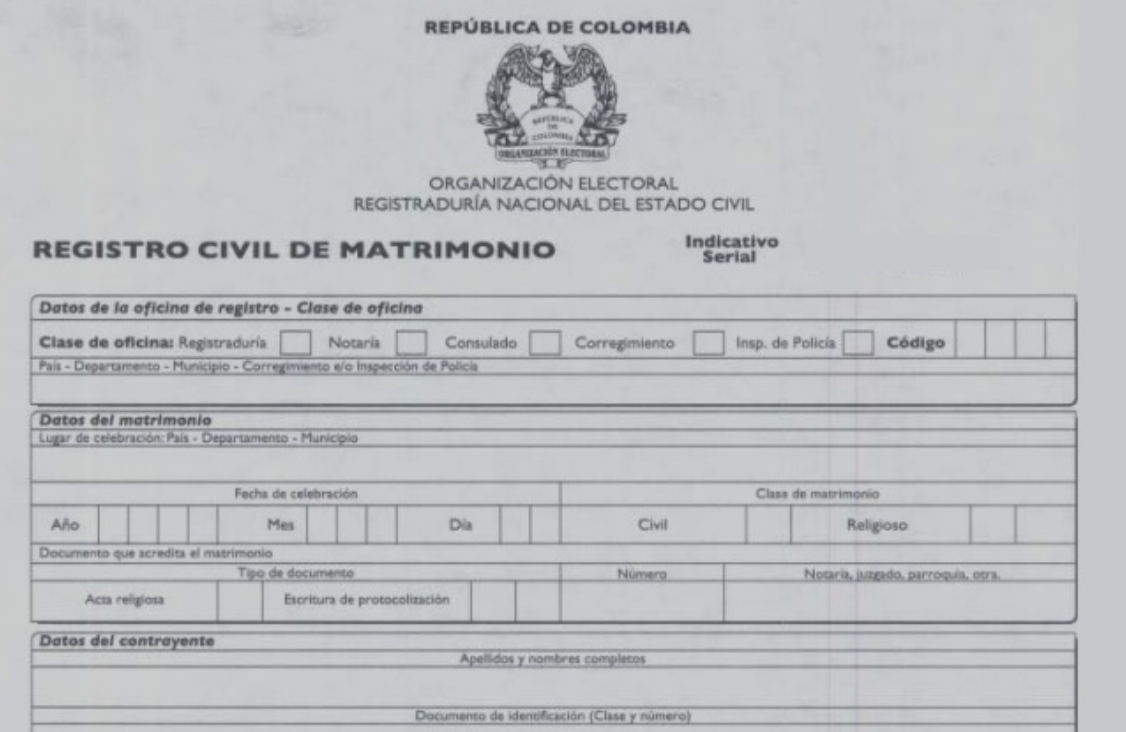 REPÚBLICA DE COLOMBIA
REPÚBLICA
DE
COLOMBIA
ORGANIZACIÓN ELECTORAL
ORGANIZACIÓN ELECTORAL
REGISTRADURÍA NACIONAL DEL ESTADO CIVIL
REGISTRO CIVIL DE MATRIMONIO
Indicativo
Serial
Datos de la oficina de registro - Clase de oficina
Clase de oficina: Registraduría Notaría Consulado Corregimiento Insp. de Policía Código
País - Departamento - Municipio - Corregimiento e/o Inspección de Policía
Datos del matrimonio
Lugar de celebración: País - Departamento - Municipio
Fecha de celebración Clase de matrimonio
Año Mes Día Civil Religioso
Documento que acredita el matrimonio
Tipo de documento Número Notaría, juzgado, parroquia, otra.
Acta religiosa Escritura de protocolización
Datos del contrayente
Apellidos y nombres completos
Documento de identificación (Clase y número)